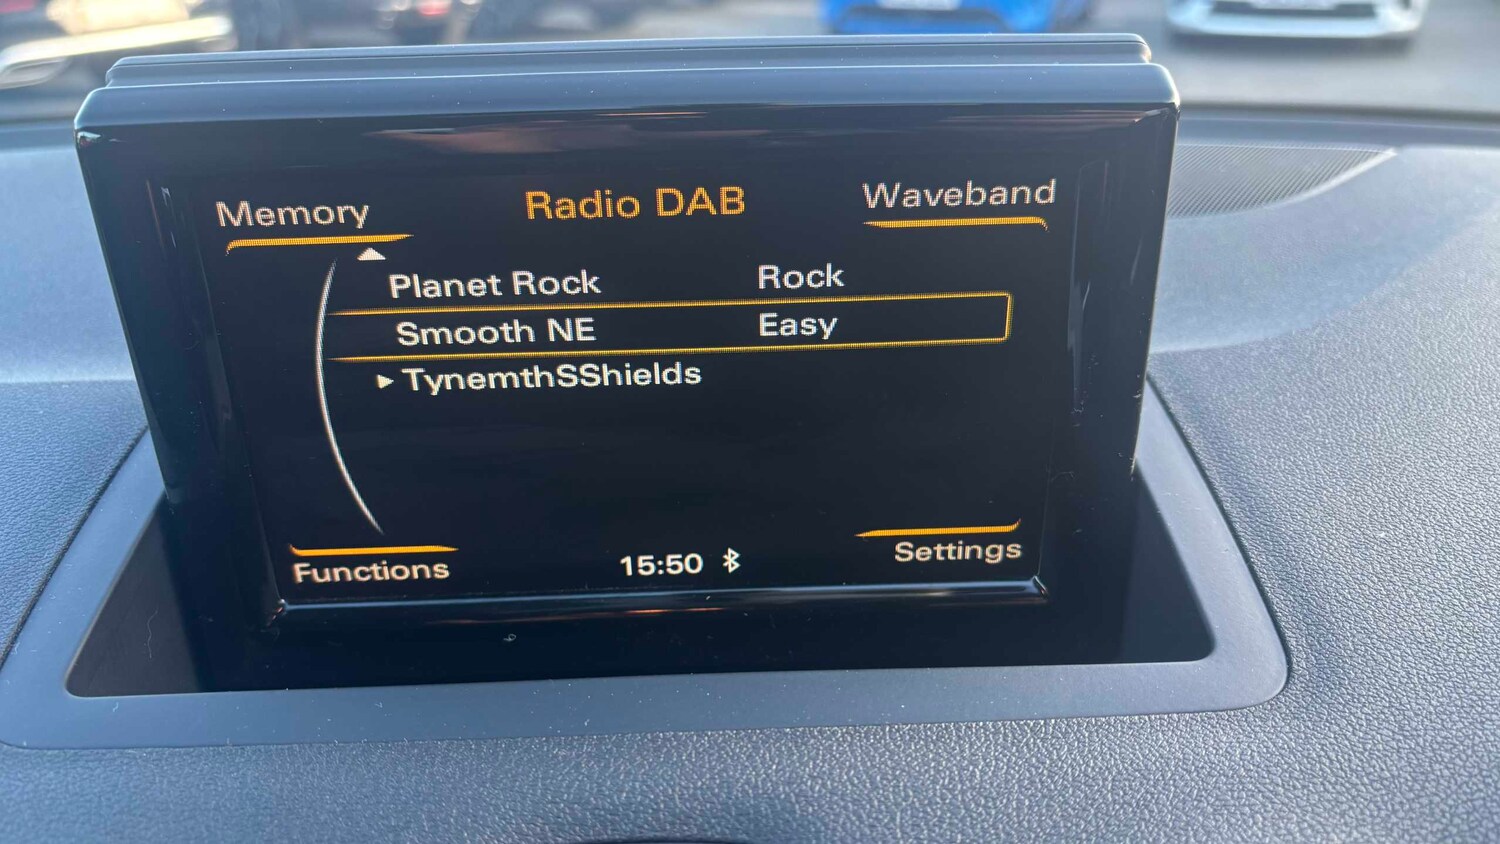 Memory Radio DAB Waveband
Planet Rock Rock
Smooth NE Easy
TynemthSShields
Functions 15:50 Settings